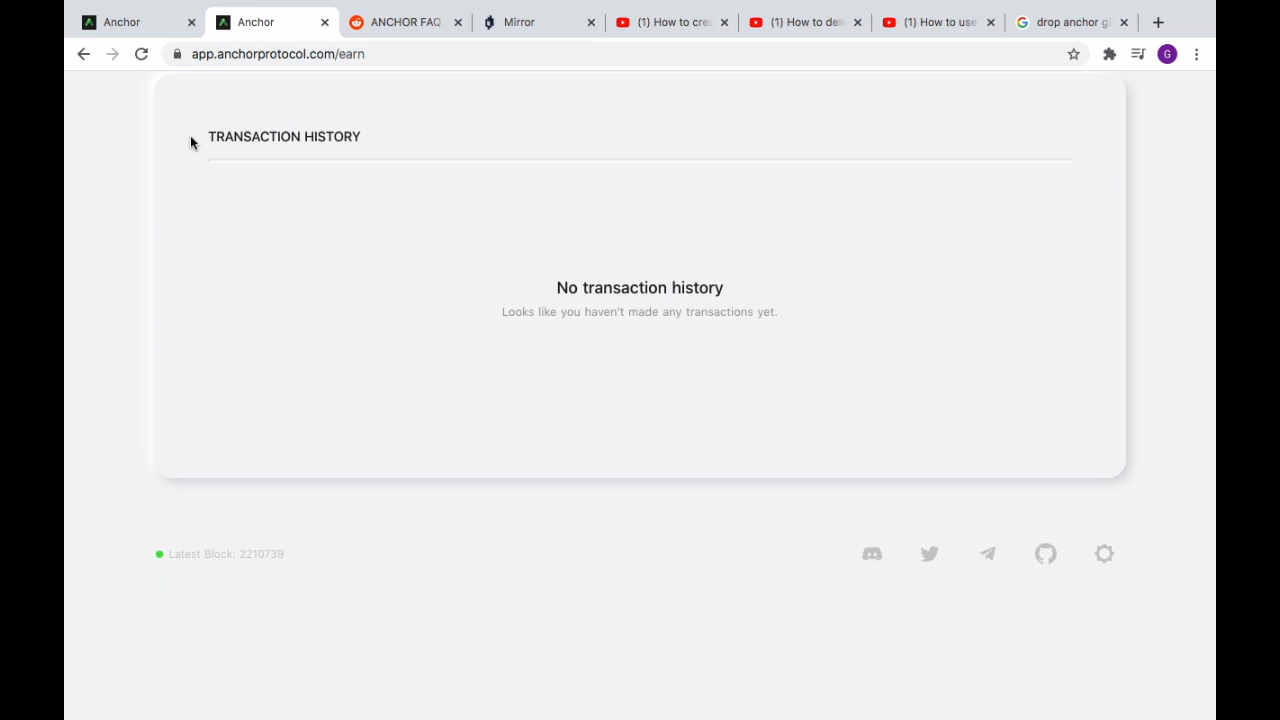 Anchor
Anchor
ANCHOR FAQ
Mirror
(1) How to cre
(1) How to dele
(1) How to use
drop anchor gi
app.anchorprotocol.com/earn
G
TRANSACTION HISTORY
No transaction history
Looks like you haven't made any transactions yet.
Latest Block: 2210739